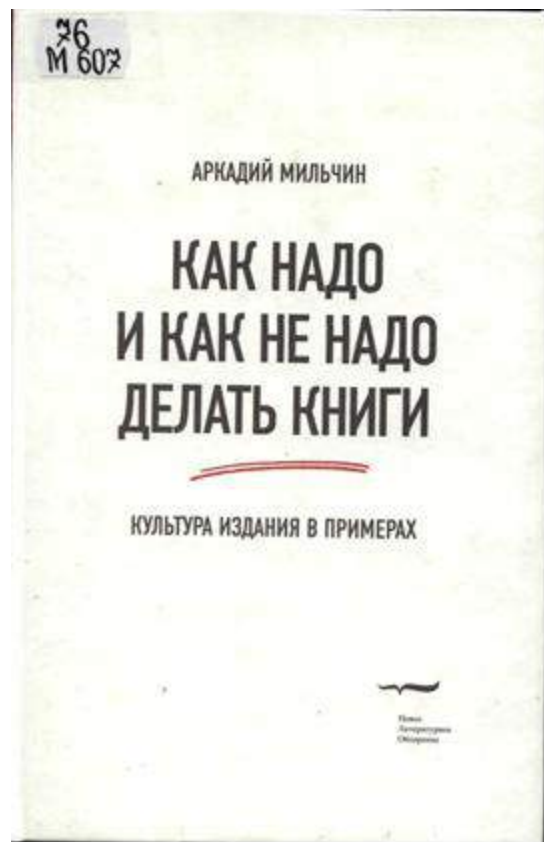 76
М 607
АРКАДИЙ МИЛЬЧИН
КАК НАДО
И КАК НЕ НАДО
ДЕЛАТЬ КНИГИ
КУЛЬТУРА ИЗДАНИЯ В ПРИМЕРАХ
Новое
Литературное
Обозрение